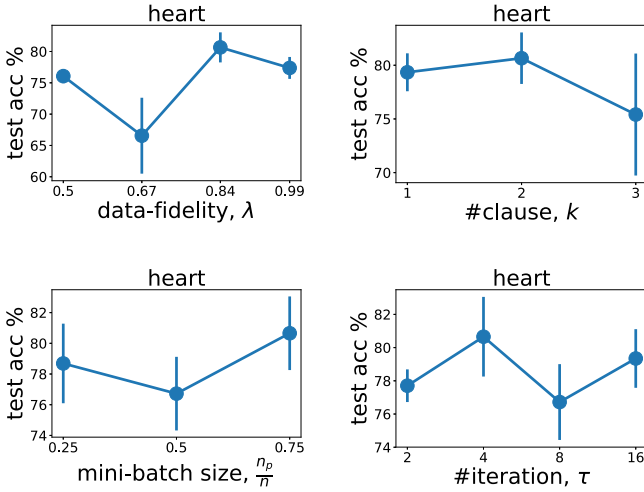 heart
test acc %
80
75
70
65
60
0.5 0.67 0.84 0.99
data-fidelity, λ
heart
test acc %
80
75
70
1 2 3
#clause, k
heart
test acc %
82
80
78
76
74
0.25 0.5 0.75
mini-batch size, n_p/n
heart
test acc %
82
80
78
76
74
2 4 8 16
#iteration, τ